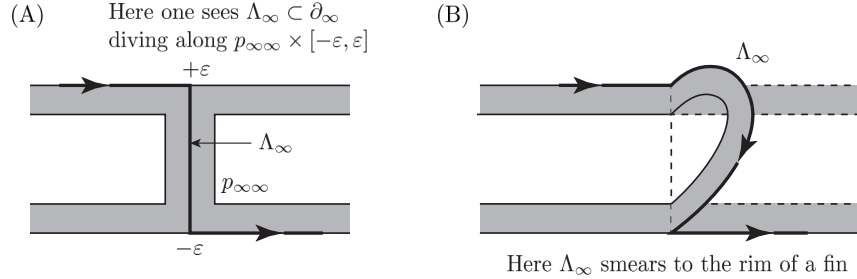 (A)
Here one sees Λ∞ ⊂ ∂∞
diving along p∞∞ × [−ε, ε]
+ε
Λ∞
p∞∞
−ε
(B)
Λ∞
Here Λ∞ smears to the rim of a fin